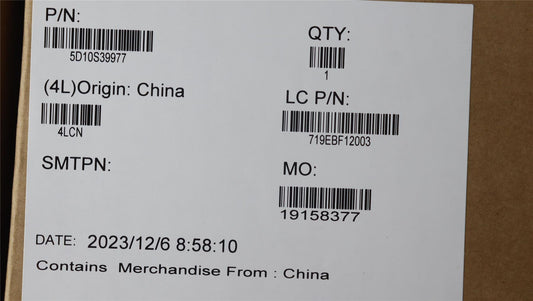 P/N:
5D10S39977
QTY:
1
(4L)Origin: China
4LCN
LC P/N:
719EBF12003
SMTPN:
MO:
19158377
DATE: 2023/12/6 8:58:10
Contains Merchandise From : China